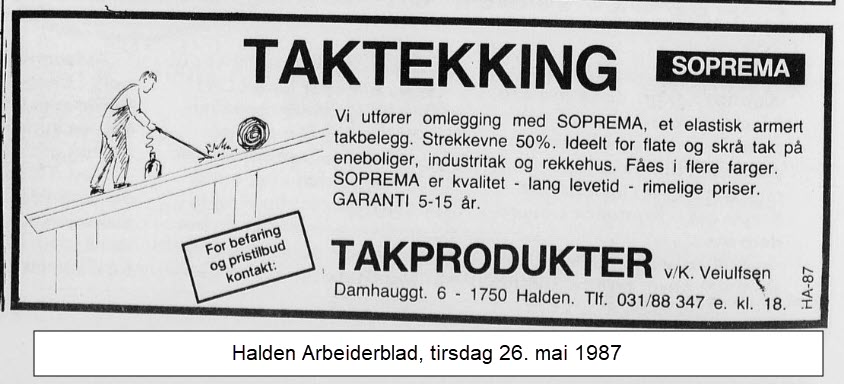 TAKTEKKING
SOPREMA
Vi utfører omlegging med SOPREMA, et elastisk armert
takbelegg. Strekkevne 50%. Ideelt for flate og skrå tak på
eneboliger, industritak og rekkehus. Fåes i flere farger.
SOPREMA er kvalitet - lang levetid - rimelige priser.
GARANTI 5-15 år.
For befaring
og pristilbud
kontakt:
TAKPRODUKTER v/K. Veiulfsen
Damhauggt. 6 - 1750 Halden. Tlf. 031/88 347 e. kl. 18.
HA-87
Halden Arbeiderblad, tirsdag 26. mai 1987